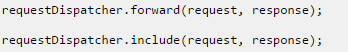 requestDispatcher.forward(request, response);
requestDispatcher.include(request, response);